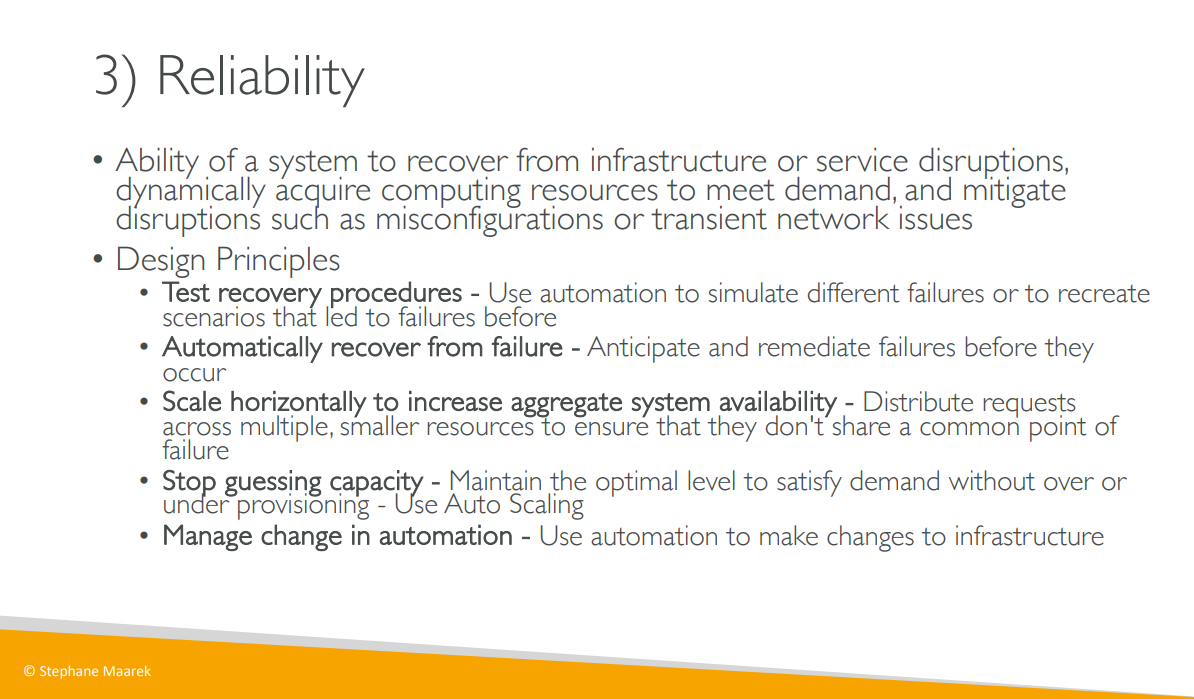 3) Reliability
• Ability of a system to recover from infrastructure or service disruptions,
dynamically acquire computing resources to meet demand, and mitigate
disruptions such as misconfigurations or transient network issues
• Design Principles
• Test recovery procedures - Use automation to simulate different failures or to recreate
scenarios that led to failures before
• Automatically recover from failure - Anticipate and remediate failures before they
occur
• Scale horizontally to increase aggregate system availability - Distribute requests
across multiple, smaller resources to ensure that they don't share a common point of
failure
• Stop guessing capacity - Maintain the optimal level to satisfy demand without over or
under provisioning - Use Auto Scaling
• Manage change in automation - Use automation to make changes to infrastructure
© Stephane Maarek